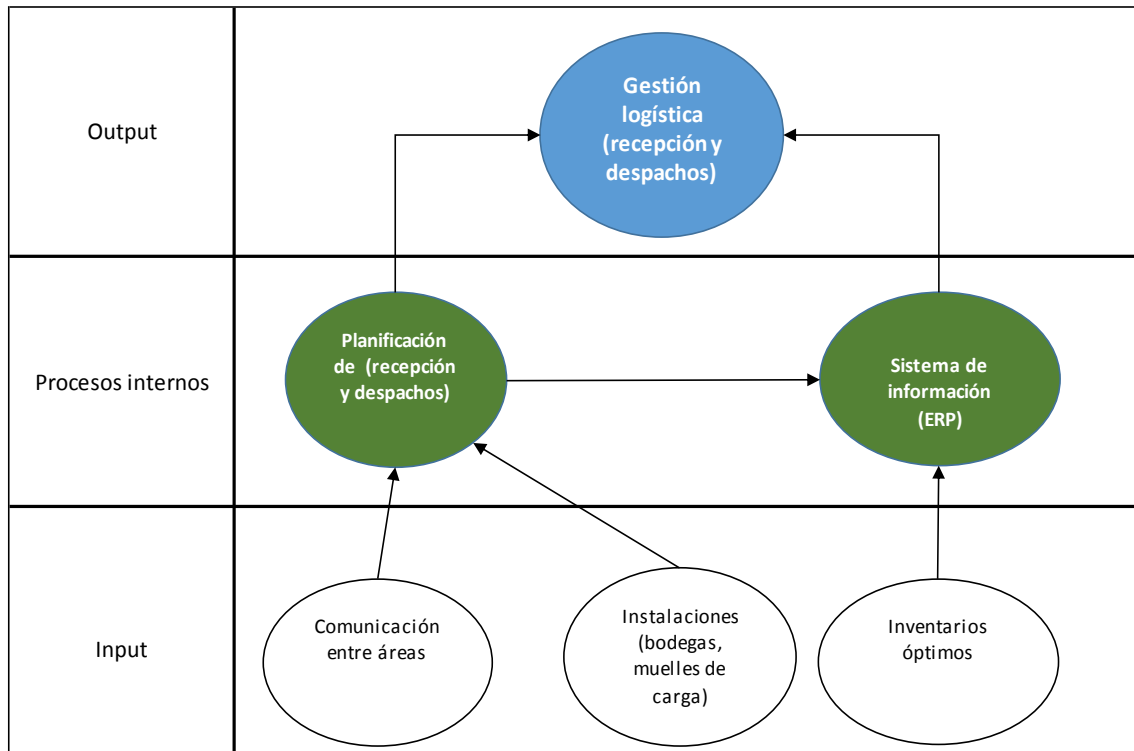 Output
Gestión
logística
(recepción y
despachos)
Procesos internos
Planificación
de (recepción
y despachos)
Sistema de
información
(ERP)
Input
Comunicación
entre áreas
Instalaciones
(bodegas,
muelles de
carga)
Inventarios
óptimos